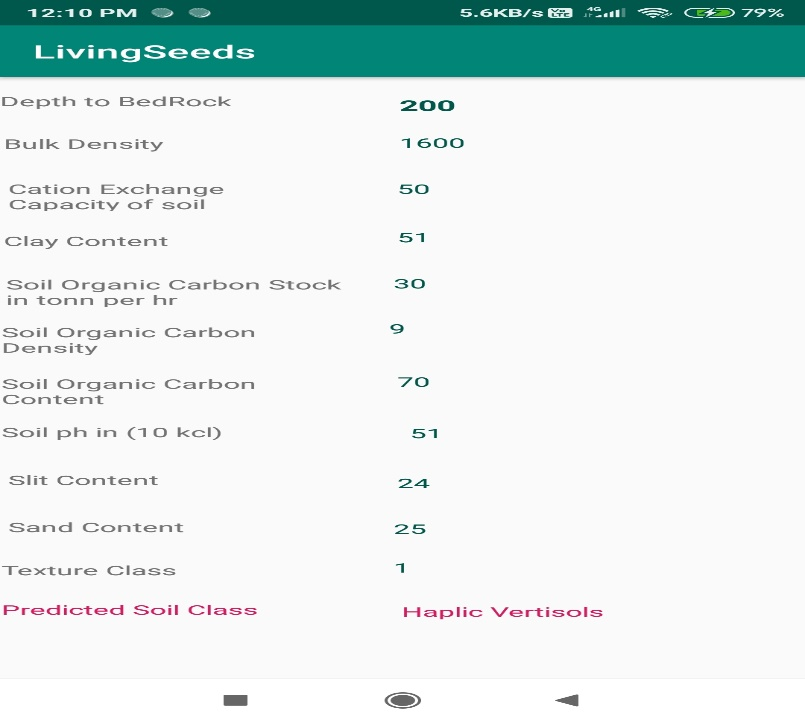 12:10 PM 5.6KB/s Vo LTE 4G 79%
LivingSeeds
Depth to BedRock 200
Bulk Density 1600
Cation Exchange 50
Capacity of soil
Clay Content 51
Soil Organic Carbon Stock 30
in tonn per hr
Soil Organic Carbon 9
Density
Soil Organic Carbon 70
Content
Soil ph in (10 kcl) 51
Slit Content 24
Sand Content 25
Texture Class 1
Predicted Soil Class Haplic Vertisols